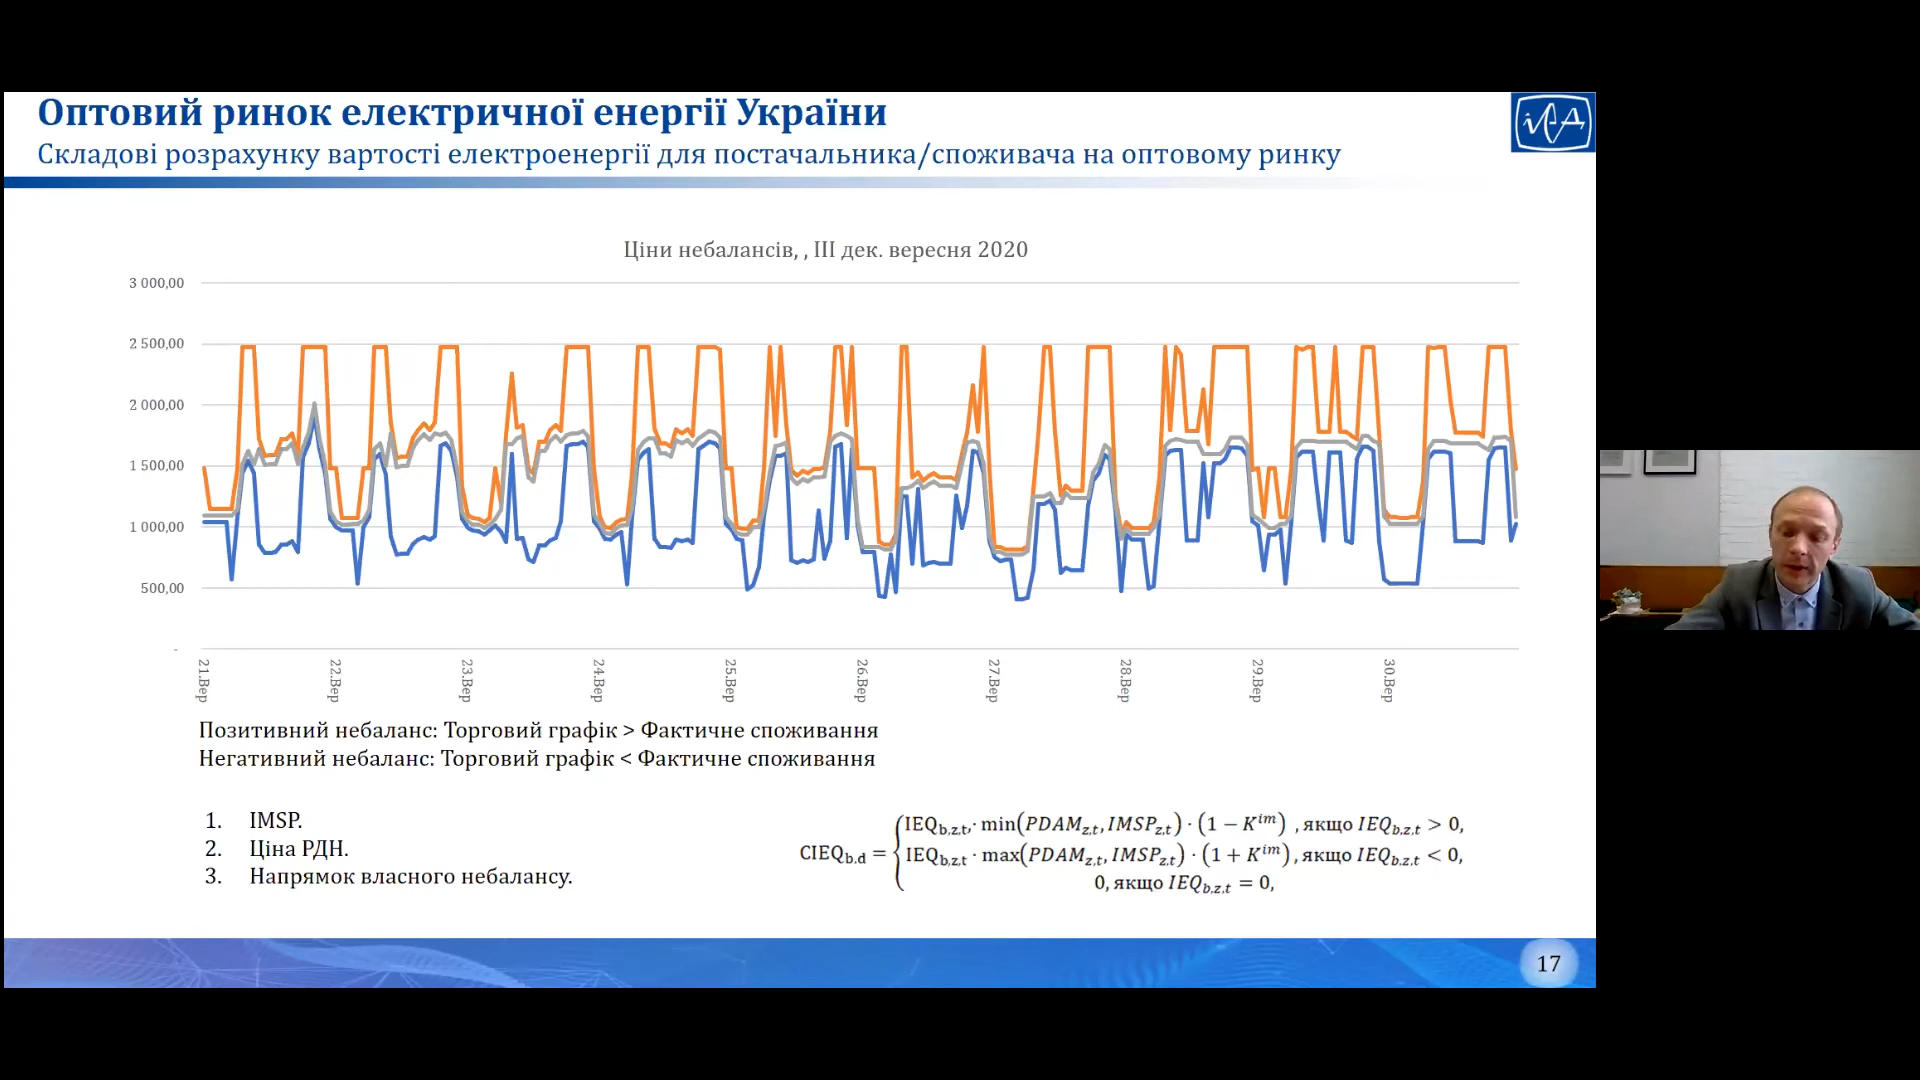 Оптовий ринок електричної енергії України
Складові розрахунку вартості електроенергії для постачальника/споживача на оптовому ринку
ІЕД
Ціни небалансів, , III дек. вересня 2020
3 000,00
2 500,00
2 000,00
1 500,00
1 000,00
500,00
-
21.Вер
22.Вер
23.Вер
24.Вер
25.Вер
26.Вер
27.Вер
28.Вер
29.Вер
30.Вер
Позитивний небаланс: Торговий графік > Фактичне споживання
Негативний небаланс: Торговий графік < Фактичне споживання
1. IMSP.
2. Ціна РДН.
3. Напрямок власного небалансу.
IEQb,z,t,· min(PDAMz,t, IMSPz,t) · (1 − K^im) , якщо IEQb,z,t > 0,
CIEQb,d = { IEQb,z,t · max(PDAMz,t, IMSPz,t) · (1 + K^im), якщо IEQb,z,t < 0,
0, якщо IEQb,z,t = 0,
17